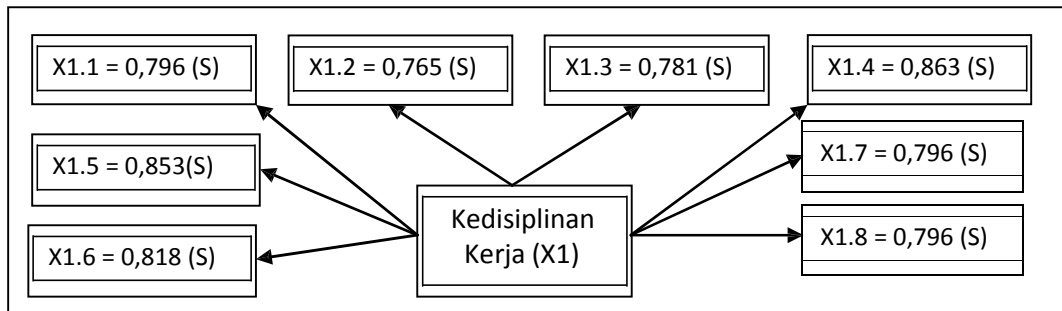 X1.1 = 0,796 (S)
X1.2 = 0,765 (S)
X1.3 = 0,781 (S)
X1.4 = 0,863 (S)
X1.5 = 0,853(S)
X1.7 = 0,796 (S)
Kedisiplinan
Kerja (X1)
X1.6 = 0,818 (S)
X1.8 = 0,796 (S)